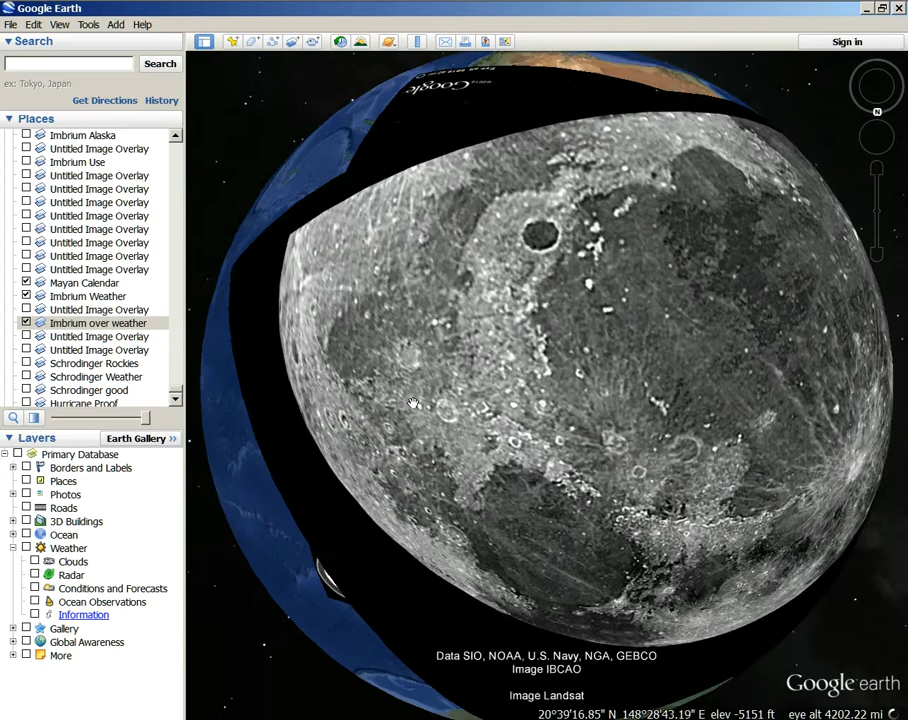 Google Earth
File Edit View Tools Add Help
Search
Search
ex: Tokyo, Japan
Get Directions History
Places
Imbrium Alaska
Untitled Image Overlay
Imbrium Use
Untitled Image Overlay
Untitled Image Overlay
Untitled Image Overlay
Untitled Image Overlay
Untitled Image Overlay
Untitled Image Overlay
Untitled Image Overlay
Untitled Image Overlay
Mayan Calendar
Imbrium Weather
Untitled Image Overlay
Imbrium over weather
Untitled Image Overlay
Untitled Image Overlay
Schrodinger Rockies
Schrodinger Weather
Schrodinger good
Hurricane Proof
Layers
Earth Gallery >>
Primary Database
Borders and Labels
Places
Photos
Roads
3D Buildings
Ocean
Weather
Clouds
Radar
Conditions and Forecasts
Ocean Observations
Information
Gallery
Global Awareness
More
Sign in
N
Google
Data SIO, NOAA, U.S. Navy, NGA, GEBCO
Image IBCAO
Image Landsat
Google earth
20°39'16.85" N 148°28'43.19" E elev -5151 ft eye alt 4202.22 mi